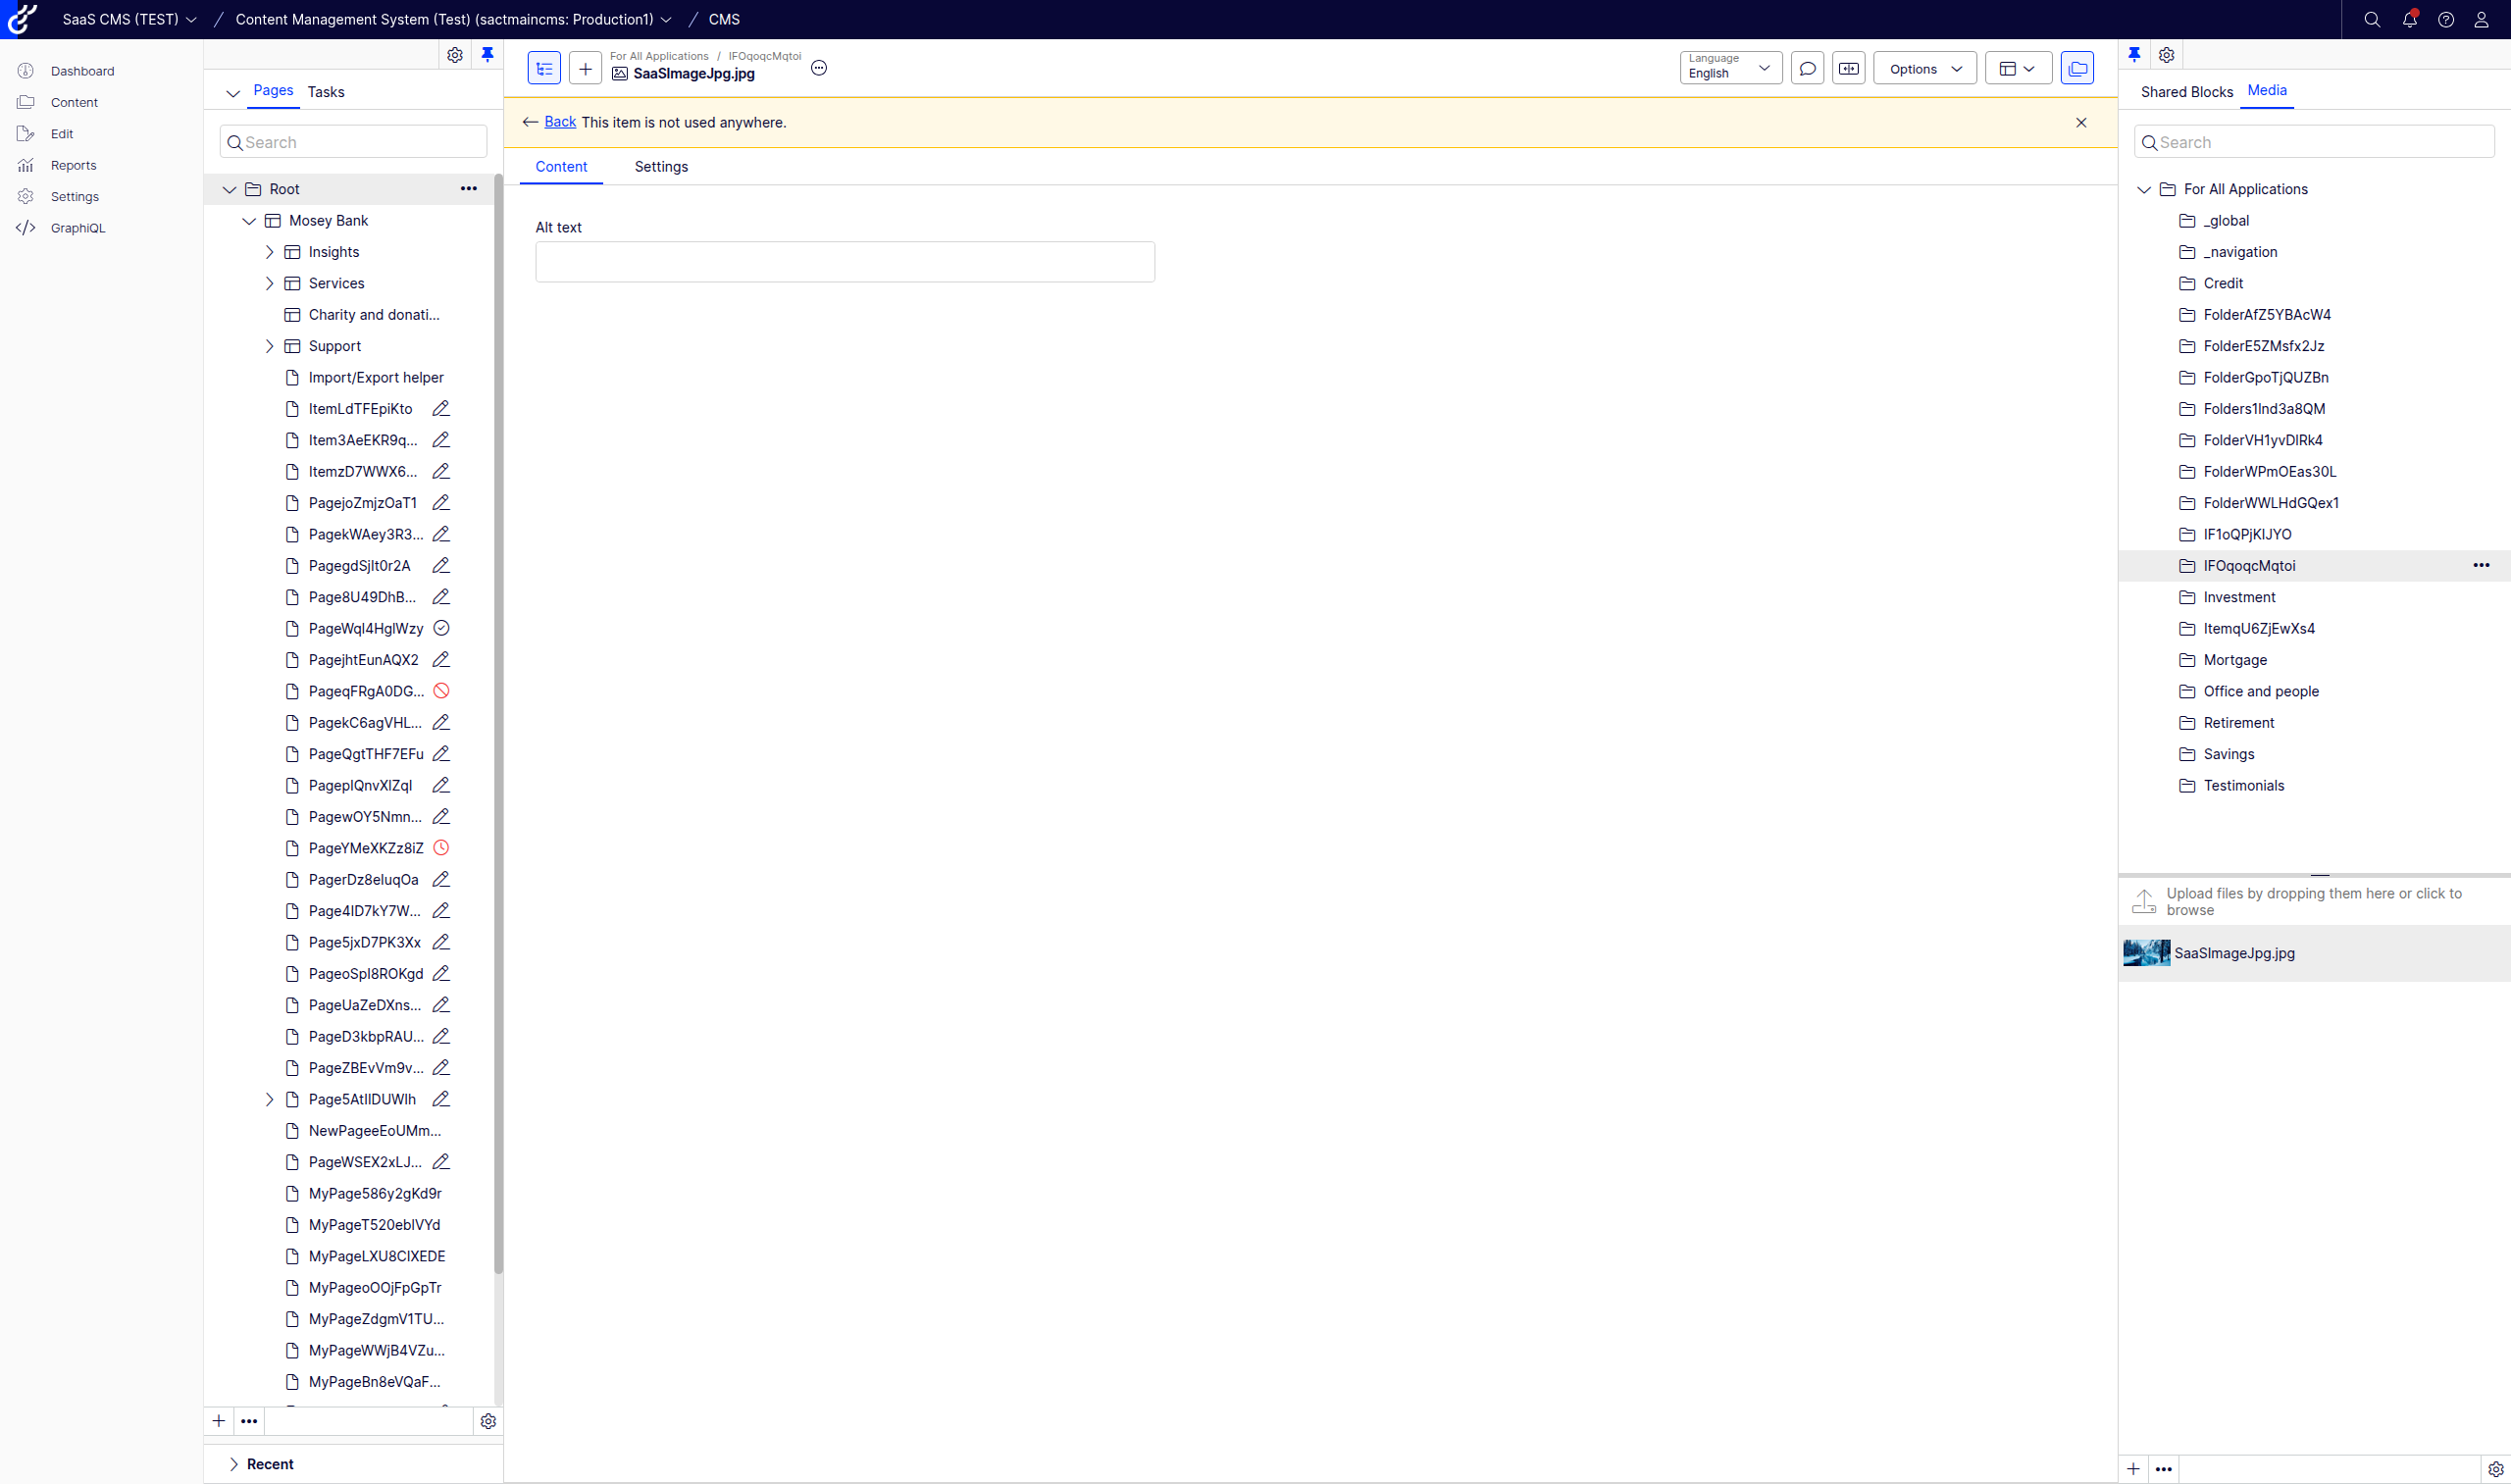 SaaS CMS (TEST) / Content Management System (Test) (sactmaincms: Production1) / CMS
Dashboard
Content
Edit
Reports
Settings
GraphiQL
Pages Tasks
Search
Root
Mosey Bank
Insights
Services
Charity and donati...
Support
Import/Export helper
ItemLdTFEpiKto
Item3AeEKR9q...
ItemzD7WWX6...
PagejoZmjzOaT1
PagekWAey3R3...
PagegdSjlt0r2A
Page8U49DhB...
PageWql4HglWzy
PagejhtEunAQX2
PageqFRgA0DG...
PagekC6agVHL...
PageQgtTHF7EFu
PageplQnvXlZql
PagewOY5Nmn...
PageYMeXKZz8iZ
PagerDz8eluqOa
Page4ID7kY7W...
Page5jxD7PK3Xx
PageoSpl8ROKgd
PageUaZeDXns...
PageD3kbpRAU...
PageZBEvVm9v...
Page5AtlIDUWlh
NewPageeEoUMm...
PageWSEX2xLJ...
MyPage586y2gKd9r
MyPageT520eblVYd
MyPageLXU8ClXEDE
MyPageoOOjFpGpTr
MyPageZdgmV1TU...
MyPageWWjB4VZu...
MyPageBn8eVQaF...
Recent
For All Applications / IFOqoqcMqtoi
SaaSImageJpg.jpg
Language
English
Options
Back This item is not used anywhere.
Content Settings
Alt text
Shared Blocks Media
Search
For All Applications
_global
_navigation
Credit
FolderAfZ5YBAcW4
FolderE5ZMsfx2Jz
FolderGpoTjQUZBn
Folders1lnd3a8QM
FolderVH1yvDlRk4
FolderWPmOEas30L
FolderWWLHdGQex1
IF1oQPjKlJYO
IFOqoqcMqtoi
Investment
ItemqU6ZjEwXs4
Mortgage
Office and people
Retirement
Savings
Testimonials
Upload files by dropping them here or click to
browse
SaaSImageJpg.jpg